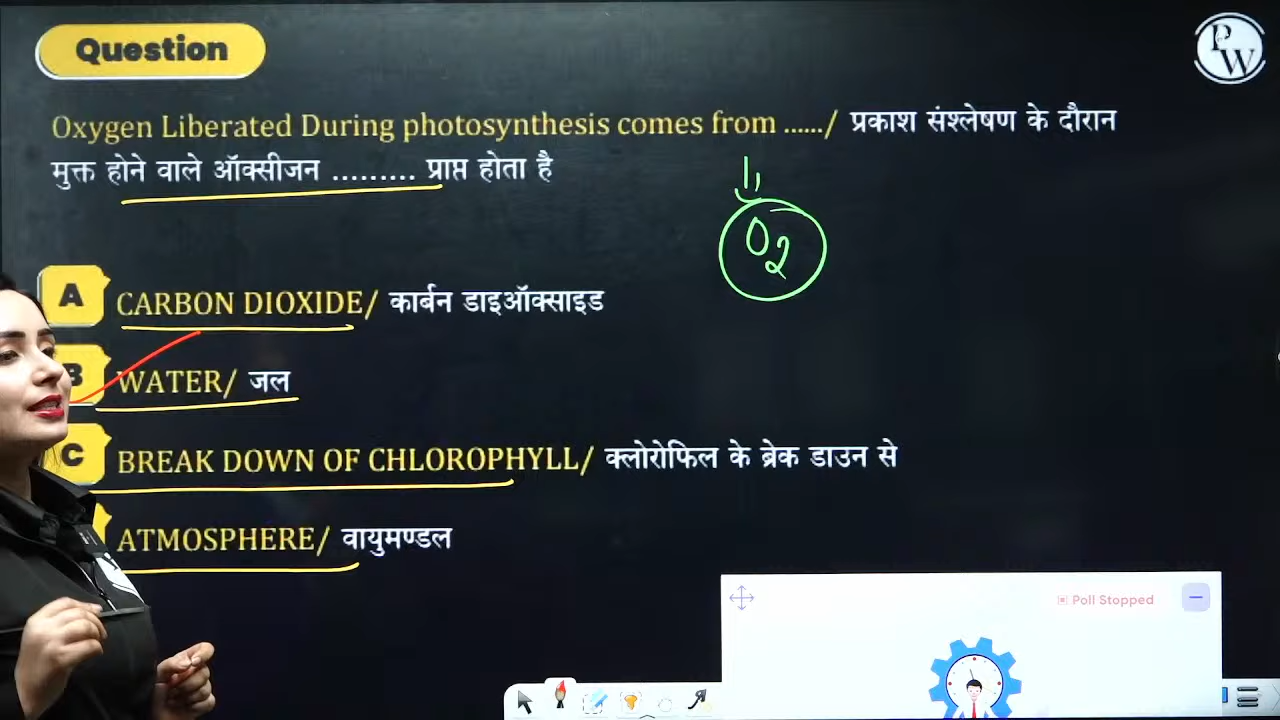 Question
PW
Oxygen Liberated During photosynthesis comes from ....../ प्रकाश संश्लेषण के दौरान
मुक्त होने वाले ऑक्सीजन ......... प्राप्त होता है
O2
A CARBON DIOXIDE/ कार्बन डाइऑक्साइड
B WATER/ जल
C BREAK DOWN OF CHLOROPHYLL/ क्लोरोफिल के ब्रेक डाउन से
ATMOSPHERE/ वायुमण्डल
Poll Stopped